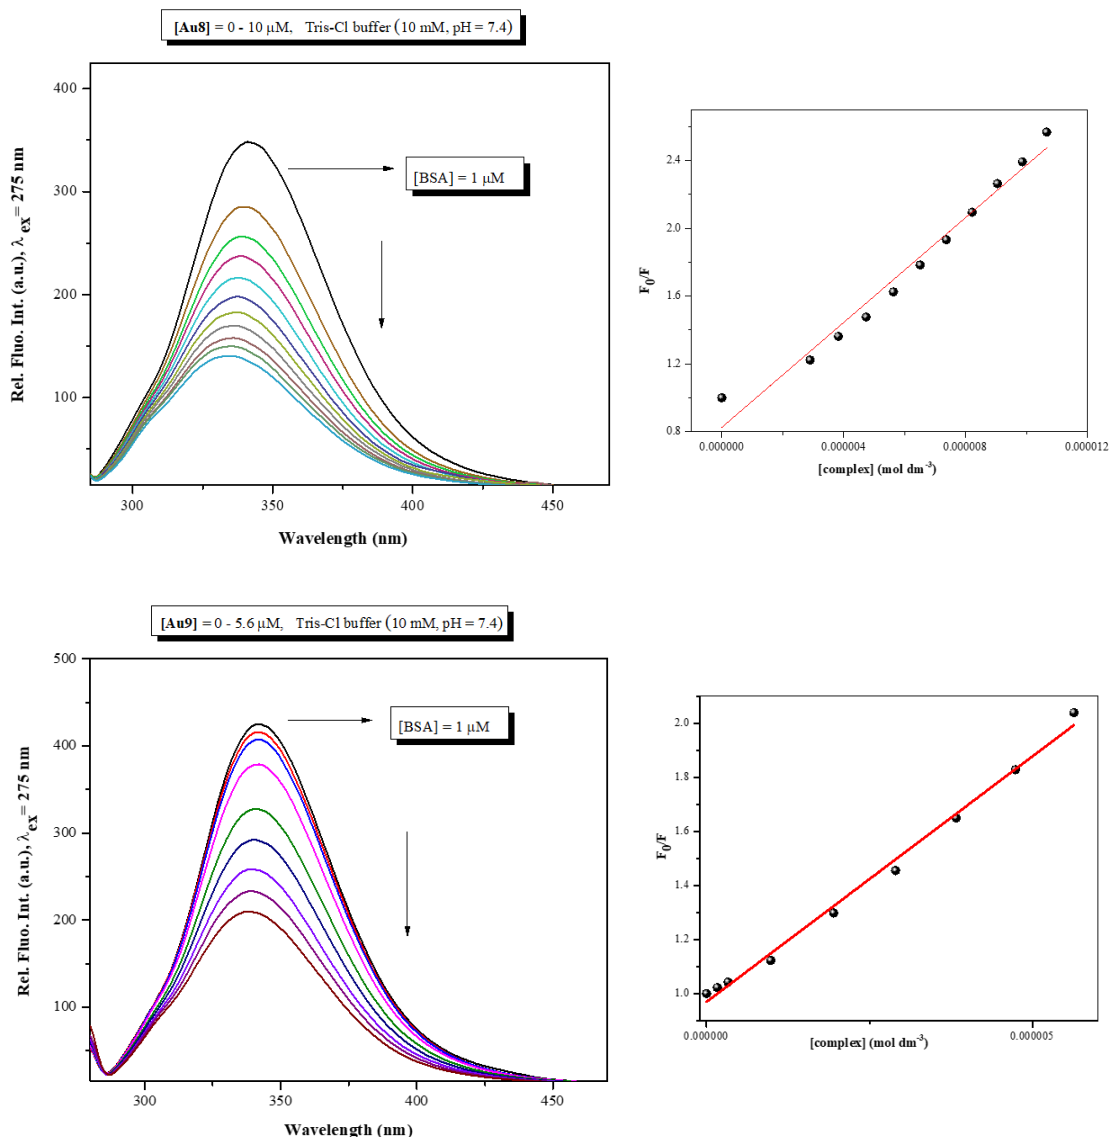 [Au8] = 0 - 10 μM, Tris-Cl buffer (10 mM, pH = 7.4)
400
300
200
100
300
350
400
450
Rel. Fluo. Int. (a.u.), λex= 275 nm
Wavelength (nm)
[BSA] = 1 μM
2.4
2.0
1.6
1.2
0.8
0.000000
0.000004
0.000008
0.000012
F0/F
[complex] (mol dm-3)
[Au9] = 0 - 5.6 μM, Tris-Cl buffer (10 mM, pH = 7.4)
500
400
300
200
100
300
350
400
450
Rel. Fluo. Int. (a.u.), λex= 275 nm
Wavelength (nm)
[BSA] = 1 μM
2.0
1.8
1.6
1.4
1.2
1.0
0.000000
0.000005
F0/F
[complex] (mol dm-3)